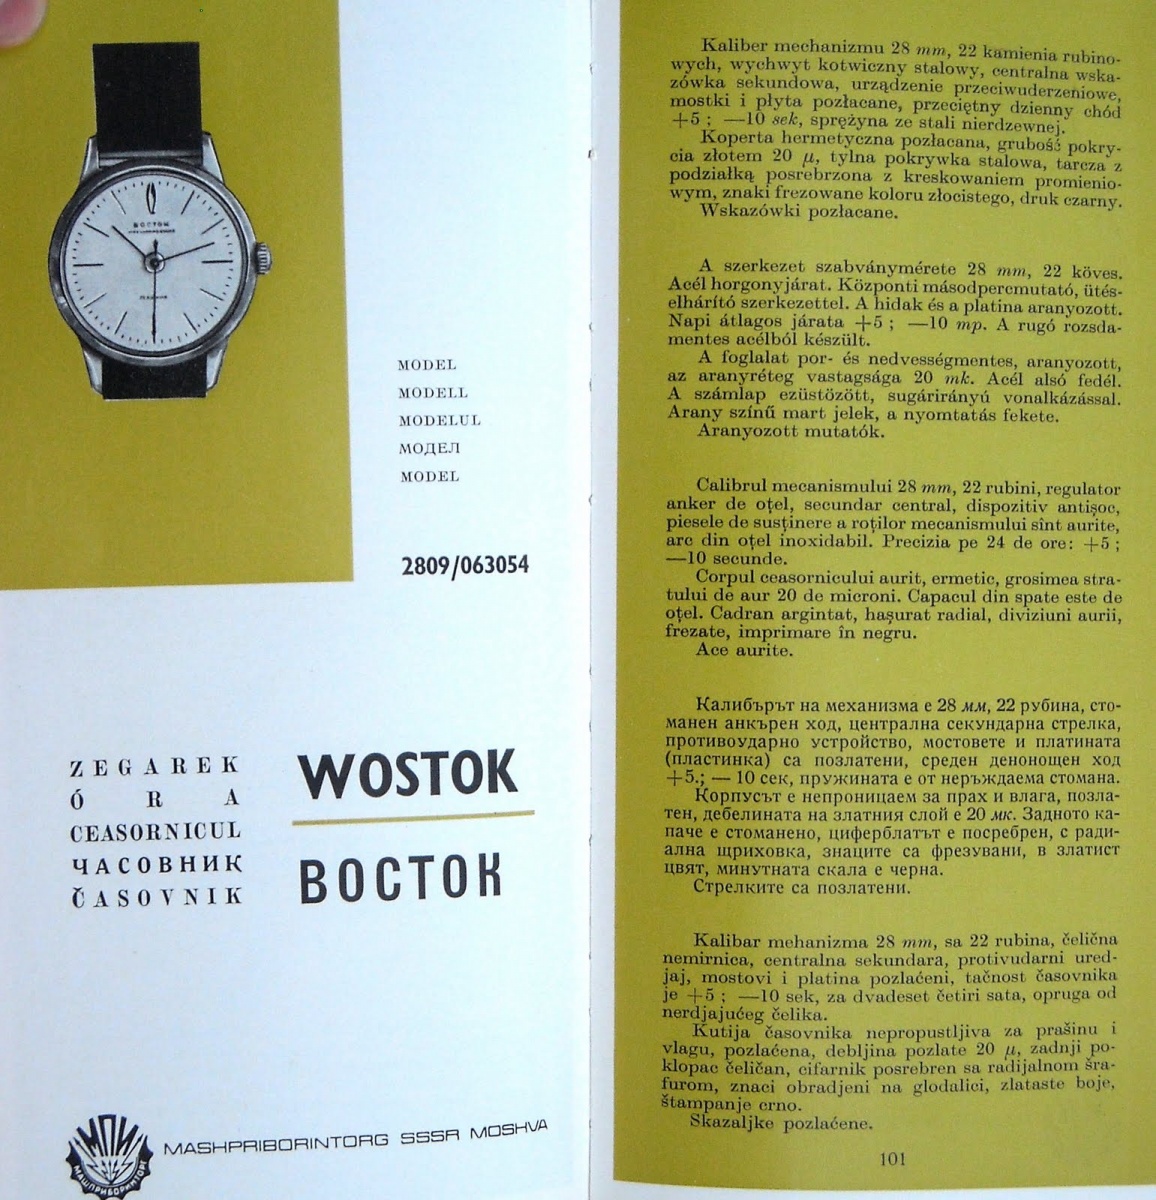 ВОСТОК
MODEL
MODELL
MODELUL
МОДЕЛ
MODEL
2809/063054
ZEGAREK
ÓRA
CEASORNICUL
ЧАСОВНИК
ČASOVNIK
WOSTOK
ВОСТОК
МПИ
МАШПРИБОРИНТОРГ
MASHPRIBORINTORG SSSR MOSHVA
Kaliber mechanizmu 28 mm, 22 kamienia rubino-
wych, wychwyt kotwiczny stalowy, centralna wska-
zówka sekundowa, urządzenie przeciwuderzeniowe,
mostki i płyta pozłacane, przeciętny dzienny chód
+5 ; —10 sek, sprężyna ze stali nierdzewnej.
Koperta hermetyczna pozłacana, grubość pokry-
cia złotem 20 μ, tylna pokrywka stalowa, tarcza z
podziałką posrebrzona z kreskowaniem promienio-
wym, znaki frezowane koloru złocistego, druk czarny.
Wskazówki pozłacane.
A szerkezet szabványmérete 28 mm, 22 köves.
Acél horgonyjárat. Központi másodpercmutató, ütés-
elhárító szerkezettel. A hidak és a platina aranyozott.
Napi átlagos járata +5 ; —10 mp. A rugó rozsda-
mentes acélból készült.
A foglalat por- és nedvességmentes, aranyozott,
az aranyréteg vastagsága 20 mk. Acél alsó fedél.
A számlap ezüstözött, sugárirányú vonalkázással.
Arany színű mart jelek, a nyomtatás fekete.
Aranyozott mutatók.
Calibrul mecanismului 28 mm, 22 rubini, regulator
anker de oțel, secundar central, dispozitiv antișoc,
piesele de susținere a roților mecanismului sînt aurite,
arc din oțel inoxidabil. Precizia pe 24 de ore: +5 ;
—10 secunde.
Corpul ceasornicului aurit, ermetic, grosimea stra-
tului de aur 20 de microni. Capacul din spate este de
oțel. Cadran argintat, hașurat radial, diviziuni aurii,
frezate, imprimare în negru.
Ace aurite.
Калибърът на механизма е 28 мм, 22 рубина, сто-
манен анкърен ход, централна секундарна стрелка,
противоударно устройство, мостовете и платината
(пластинка) са позлатени, среден денонощен ход
+5.; — 10 сек, пружината е от неръждаема стомана.
Корпусът е непроницаем за прах и влага, позла-
тен, дебелината на златния слой е 20 мк. Задното ка-
паче е стоманено, циферблатът е посребрен, с ради-
ална щриховка, знаците са фрезувани, в златист
цвят, минутната скала е черна.
Стрелките са позлатени.
Kalibar mehanizma 28 mm, sa 22 rubina, čelična
nemirnica, centralna sekundara, protivudarni ured-
jaj, mostovi i platina pozlaćeni, tačnost časovnika
je +5 ; —10 sek, za dvadeset četiri sata, opruga od
nerdjajućeg čelika.
Kutija časovnika nepropustljiva za prašinu i
vlagu, pozlaćena, debljina pozlate 20 μ, zadnji po-
klopac čeličan, cifarnik posrebren sa radijalnom šra-
furom, znaci obradjeni na glodalici, zlataste boje,
štampanje crno.
Skazaljke pozlaćene.
101